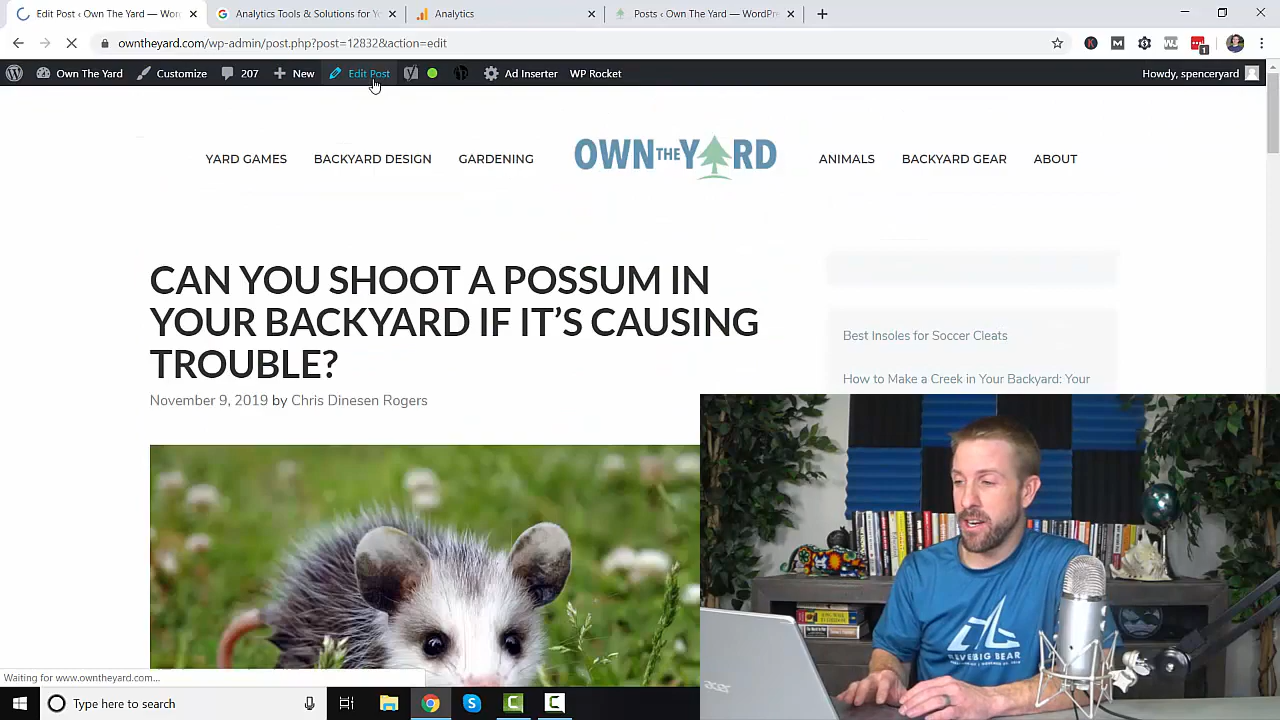 Edit Post ‹ Own The Yard — Wor
Analytics Tools & Solutions for Yo
Analytics
Posts ‹ Own The Yard — WordPre
owntheyard.com/wp-admin/post.php?post=12832&action=edit
Own The Yard
Customize
207
New
Edit Post
Ad Inserter
WP Rocket
Howdy, spenceryard
YARD GAMES
BACKYARD DESIGN
GARDENING
OWN THE YARD
ANIMALS
BACKYARD GEAR
ABOUT
CAN YOU SHOOT A POSSUM IN
YOUR BACKYARD IF IT'S CAUSING
TROUBLE?
November 9, 2019 by Chris Dinesen Rogers
Best Insoles for Soccer Cleats
How to Make a Creek in Your Backyard: Your
acer
Waiting for www.owntheyard.com...
Type here to search